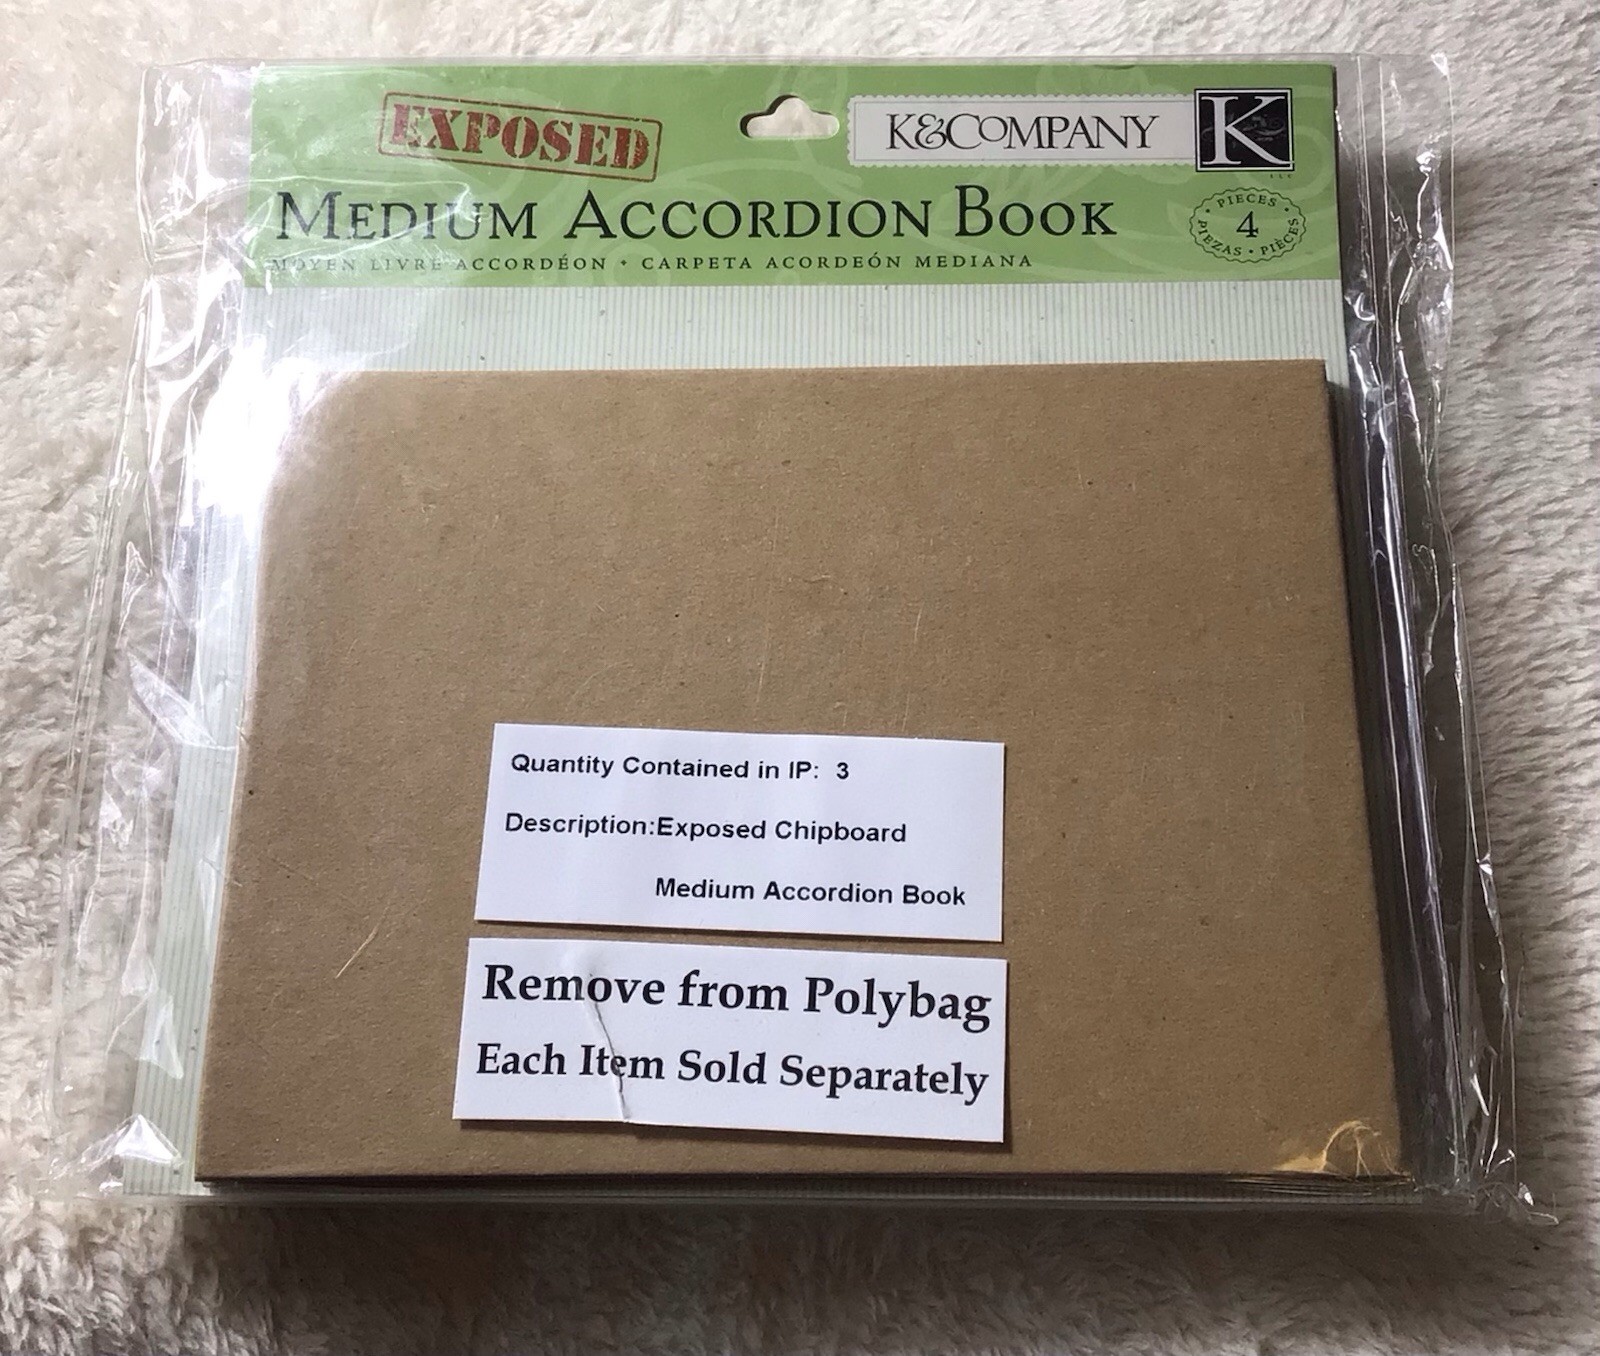 EXPOSED
K&COMPANY K
MEDIUM ACCORDION BOOK
MOYEN LIVRE ACCORDÉON • CARPETA ACORDEÓN MEDIANA
• PIECES •
4
PIEZAS • PIÈCES
Quantity Contained in IP: 3
Description:Exposed Chipboard
Medium Accordion Book
Remove from Polybag
Each Item Sold Separately